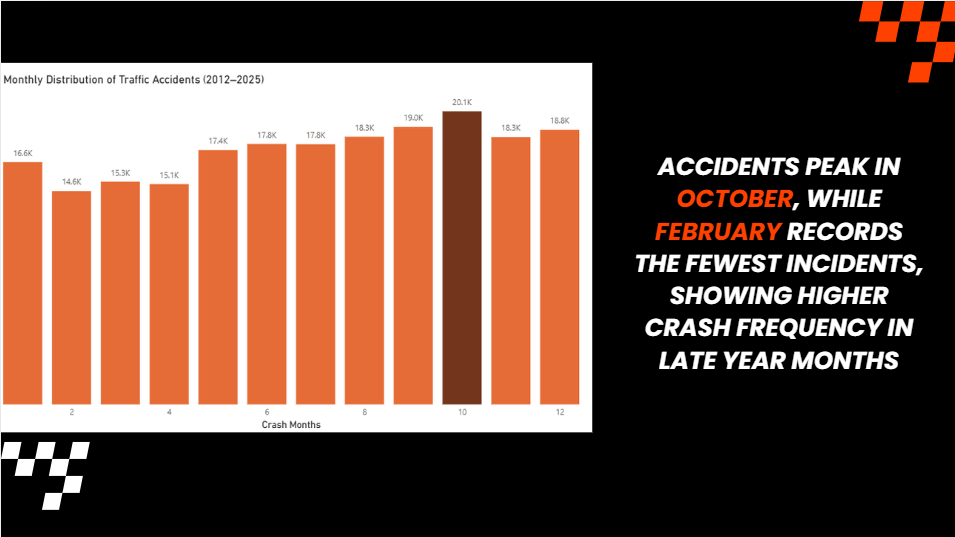 Monthly Distribution of Traffic Accidents (2012–2025)
16.6K
14.6K
15.3K
15.1K
17.4K
17.8K
17.8K
18.3K
19.0K
20.1K
18.3K
18.8K
2
4
6
8
10
12
Crash Months
ACCIDENTS PEAK IN
OCTOBER, WHILE
FEBRUARY RECORDS
THE FEWEST INCIDENTS,
SHOWING HIGHER
CRASH FREQUENCY IN
LATE YEAR MONTHS